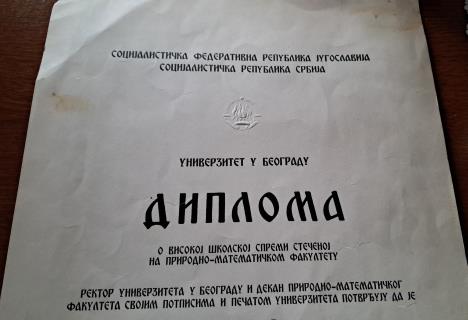 СОЦИЈАЛИСТИЧКА ФЕДЕРАТИВНА РЕПУБЛИКА ЈУГОСЛАВИЈА
СОЦИЈАЛИСТИЧКА РЕПУБЛИКА СРБИЈА
УНИВЕРЗИТЕТ У БЕОГРАДУ
ДИПЛОМА
О ВИСОКОЈ ШКОЛСКОЈ СПРЕМИ СТЕЧЕНОЈ
НА ПРИРОДНО-МАТЕМАТИЧКОМ ФАКУЛТЕТУ
РЕКТОР УНИВЕРЗИТЕТА У БЕОГРАДУ И ДЕКАН ПРИРОДНО-МАТЕМАТИЧКОГ
ФАКУЛТЕТА СВОЈИМ ПОТПИСИМА И ПЕЧАТОМ УНИВЕРЗИТЕТА ПОТВРЂУЈУ ДА ЈЕ